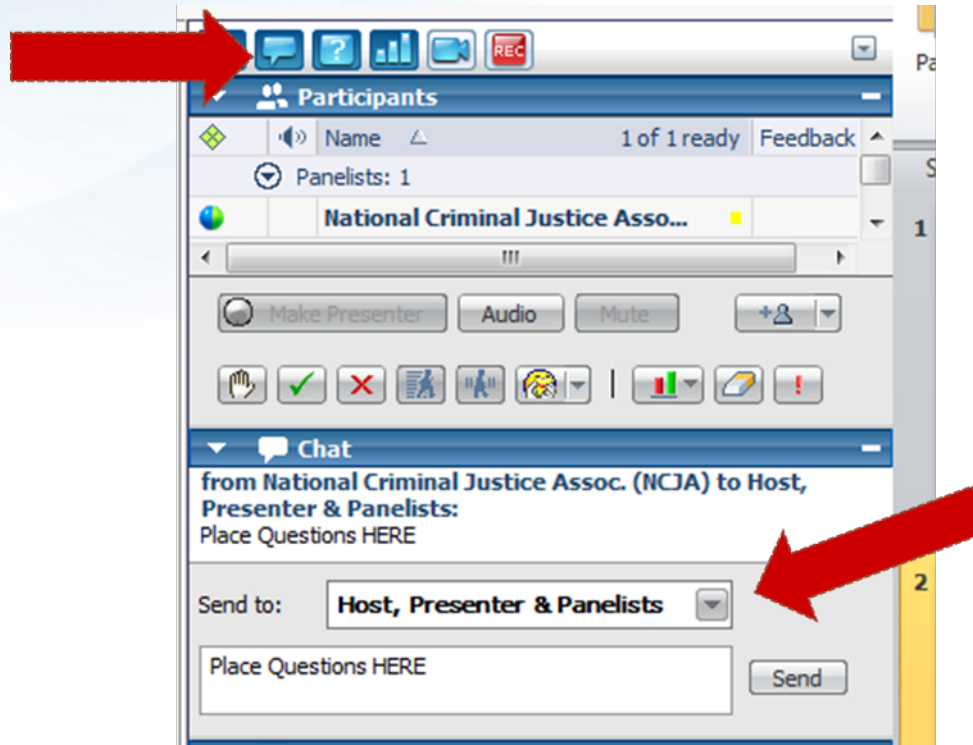 REC
Pa
Participants
Name 1 of 1 ready Feedback
S
Panelists: 1
National Criminal Justice Asso...
1
Make Presenter Audio Mute
Chat
from National Criminal Justice Assoc. (NCJA) to Host,
Presenter & Panelists:
Place Questions HERE
2
Send to: Host, Presenter & Panelists
Place Questions HERE
Send